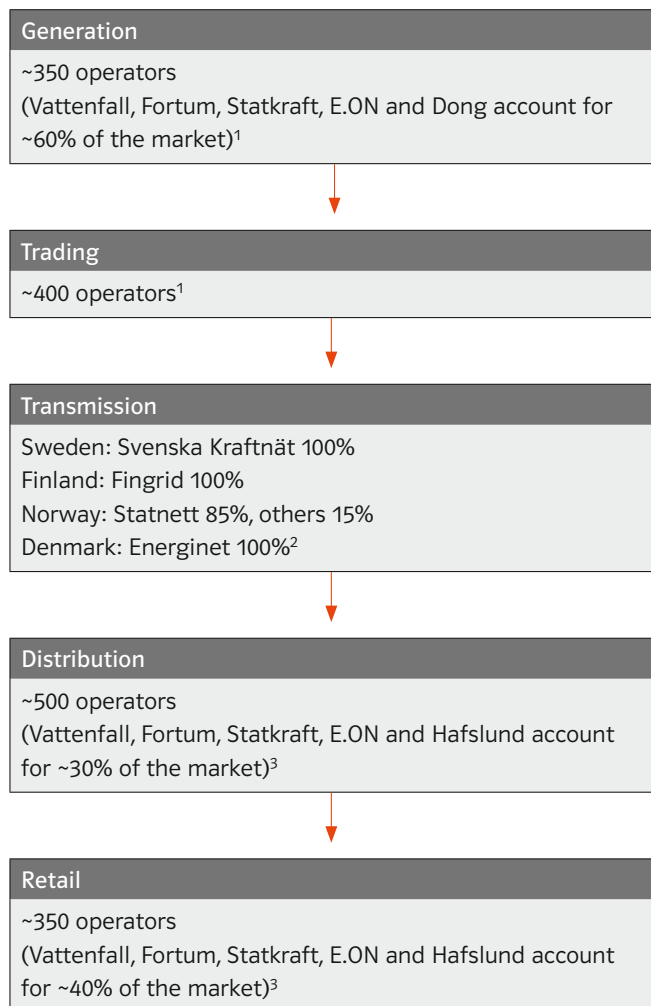 Generation
~350 operators
(Vattenfall, Fortum, Statkraft, E.ON and Dong account for
~60% of the market)¹
Trading
~400 operators¹
Transmission
Sweden: Svenska Kraftnät 100%
Finland: Fingrid 100%
Norway: Statnett 85%, others 15%
Denmark: Energinet 100%²
Distribution
~500 operators
(Vattenfall, Fortum, Statkraft, E.ON and Hafslund account
for ~30% of the market)³
Retail
~350 operators
(Vattenfall, Fortum, Statkraft, E.ON and Hafslund account
for ~40% of the market)³